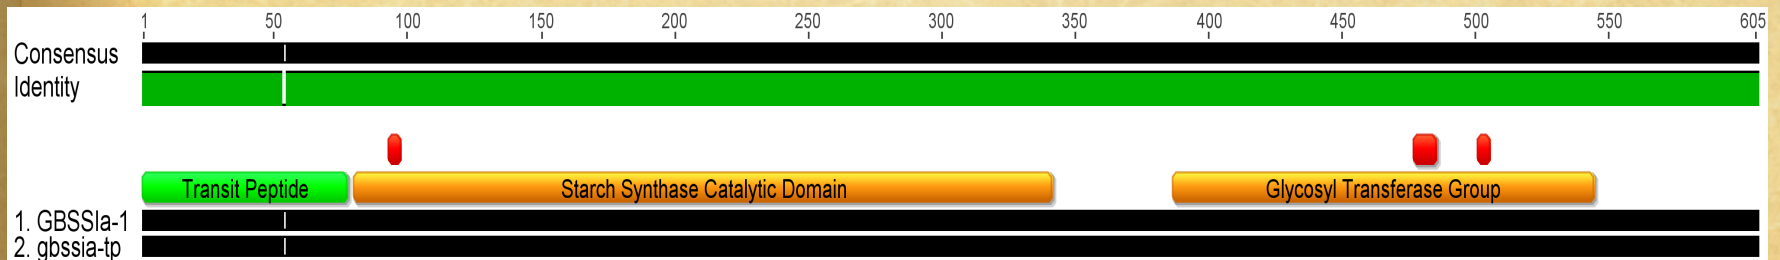 1 50 100 150 200 250 300 350 400 450 500 550 605
Consensus
Identity
Transit Peptide Starch Synthase Catalytic Domain Glycosyl Transferase Group
1. GBSSIa-1
2. gbssia-tp